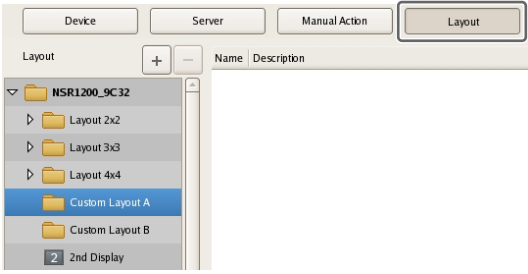 Device Server Manual Action Layout
Layout + − Name Description
NSR1200_9C32
Layout 2x2
Layout 3x3
Layout 4x4
Custom Layout A
Custom Layout B
2 2nd Display